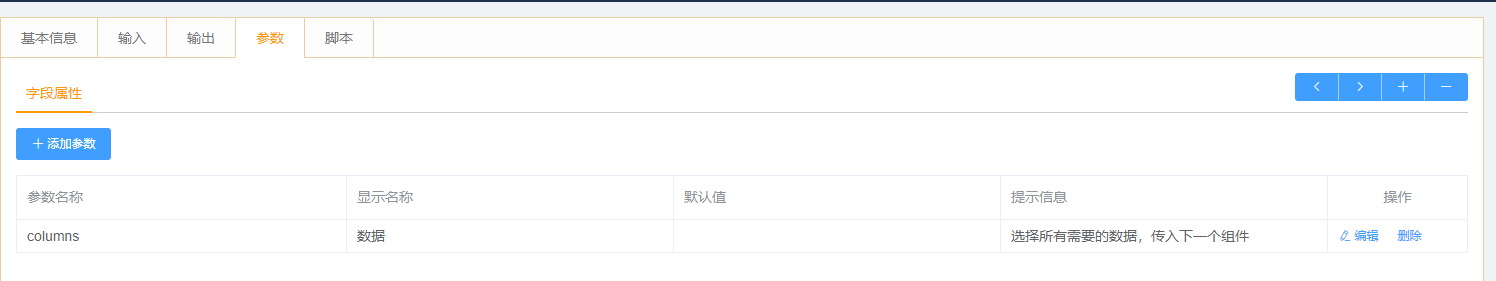 基本信息 输入 输出 参数 脚本
字段属性
添加参数
参数名称 显示名称 默认值 提示信息 操作
columns 数据 选择所有需要的数据，传入下一个组件 编辑 删除